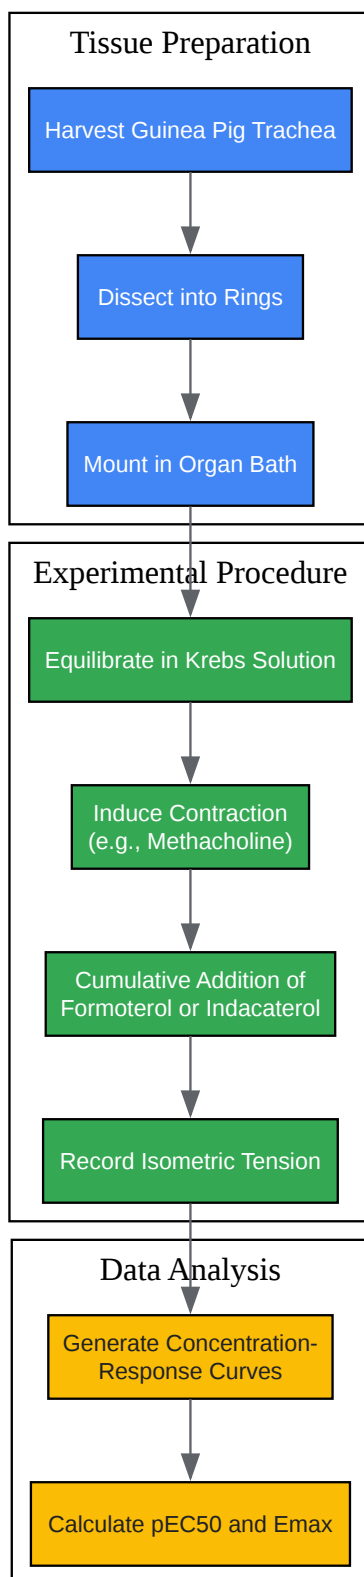 Tissue Preparation
Harvest Guinea Pig Trachea
Dissect into Rings
Mount in Organ Bath
Experimental Procedure
Equilibrate in Krebs Solution
Induce Contraction
(e.g., Methacholine)
Cumulative Addition of
Formoterol or Indacaterol
Record Isometric Tension
Data Analysis
Generate Concentration-
Response Curves
Calculate pEC50 and Emax